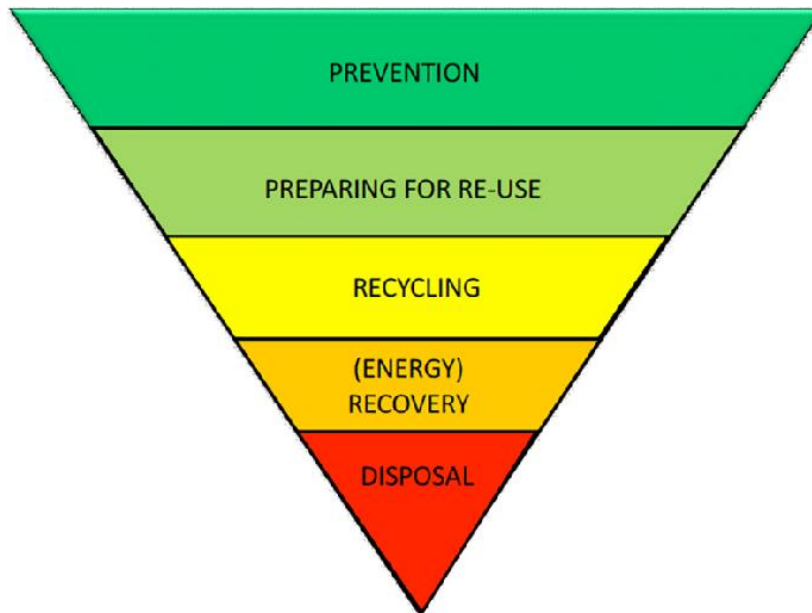 PREVENTION
PREPARING FOR RE-USE
RECYCLING
(ENERGY)
RECOVERY
DISPOSAL